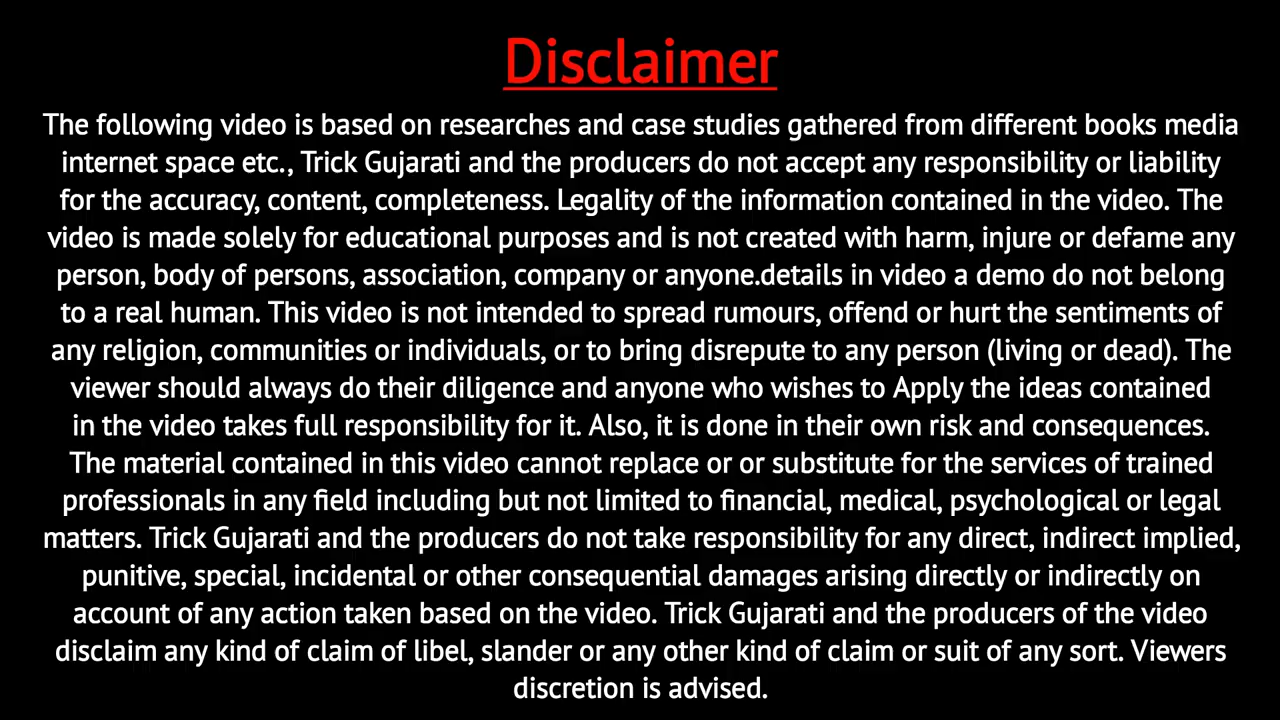 Disclaimer
The following video is based on researches and case studies gathered from different books media
internet space etc., Trick Gujarati and the producers do not accept any responsibility or liability
for the accuracy, content, completeness. Legality of the information contained in the video. The
video is made solely for educational purposes and is not created with harm, injure or defame any
person, body of persons, association, company or anyone.details in video a demo do not belong
to a real human. This video is not intended to spread rumours, offend or hurt the sentiments of
any religion, communities or individuals, or to bring disrepute to any person (living or dead). The
viewer should always do their diligence and anyone who wishes to Apply the ideas contained
in the video takes full responsibility for it. Also, it is done in their own risk and consequences.
The material contained in this video cannot replace or or substitute for the services of trained
professionals in any field including but not limited to financial, medical, psychological or legal
matters. Trick Gujarati and the producers do not take responsibility for any direct, indirect implied,
punitive, special, incidental or other consequential damages arising directly or indirectly on
account of any action taken based on the video. Trick Gujarati and the producers of the video
disclaim any kind of claim of libel, slander or any other kind of claim or suit of any sort. Viewers
discretion is advised.